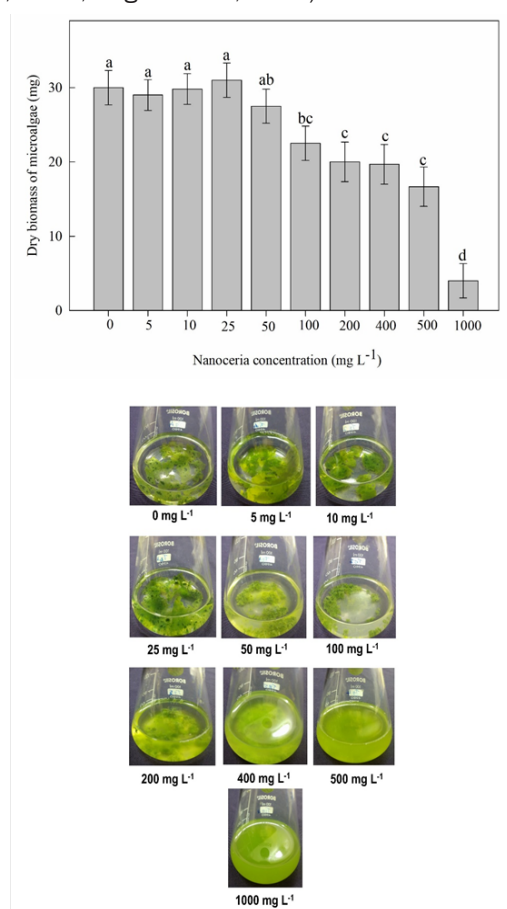 a a a a ab bc c c c d
30
20
10
0
Dry biomass of microalgae (mg)
0 5 10 25 50 100 200 400 500 1000
Nanoceria concentration (mg L-1)
0 mg L-1 5 mg L-1 10 mg L-1
25 mg L-1 50 mg L-1 100 mg L-1
200 mg L-1 400 mg L-1 500 mg L-1
1000 mg L-1